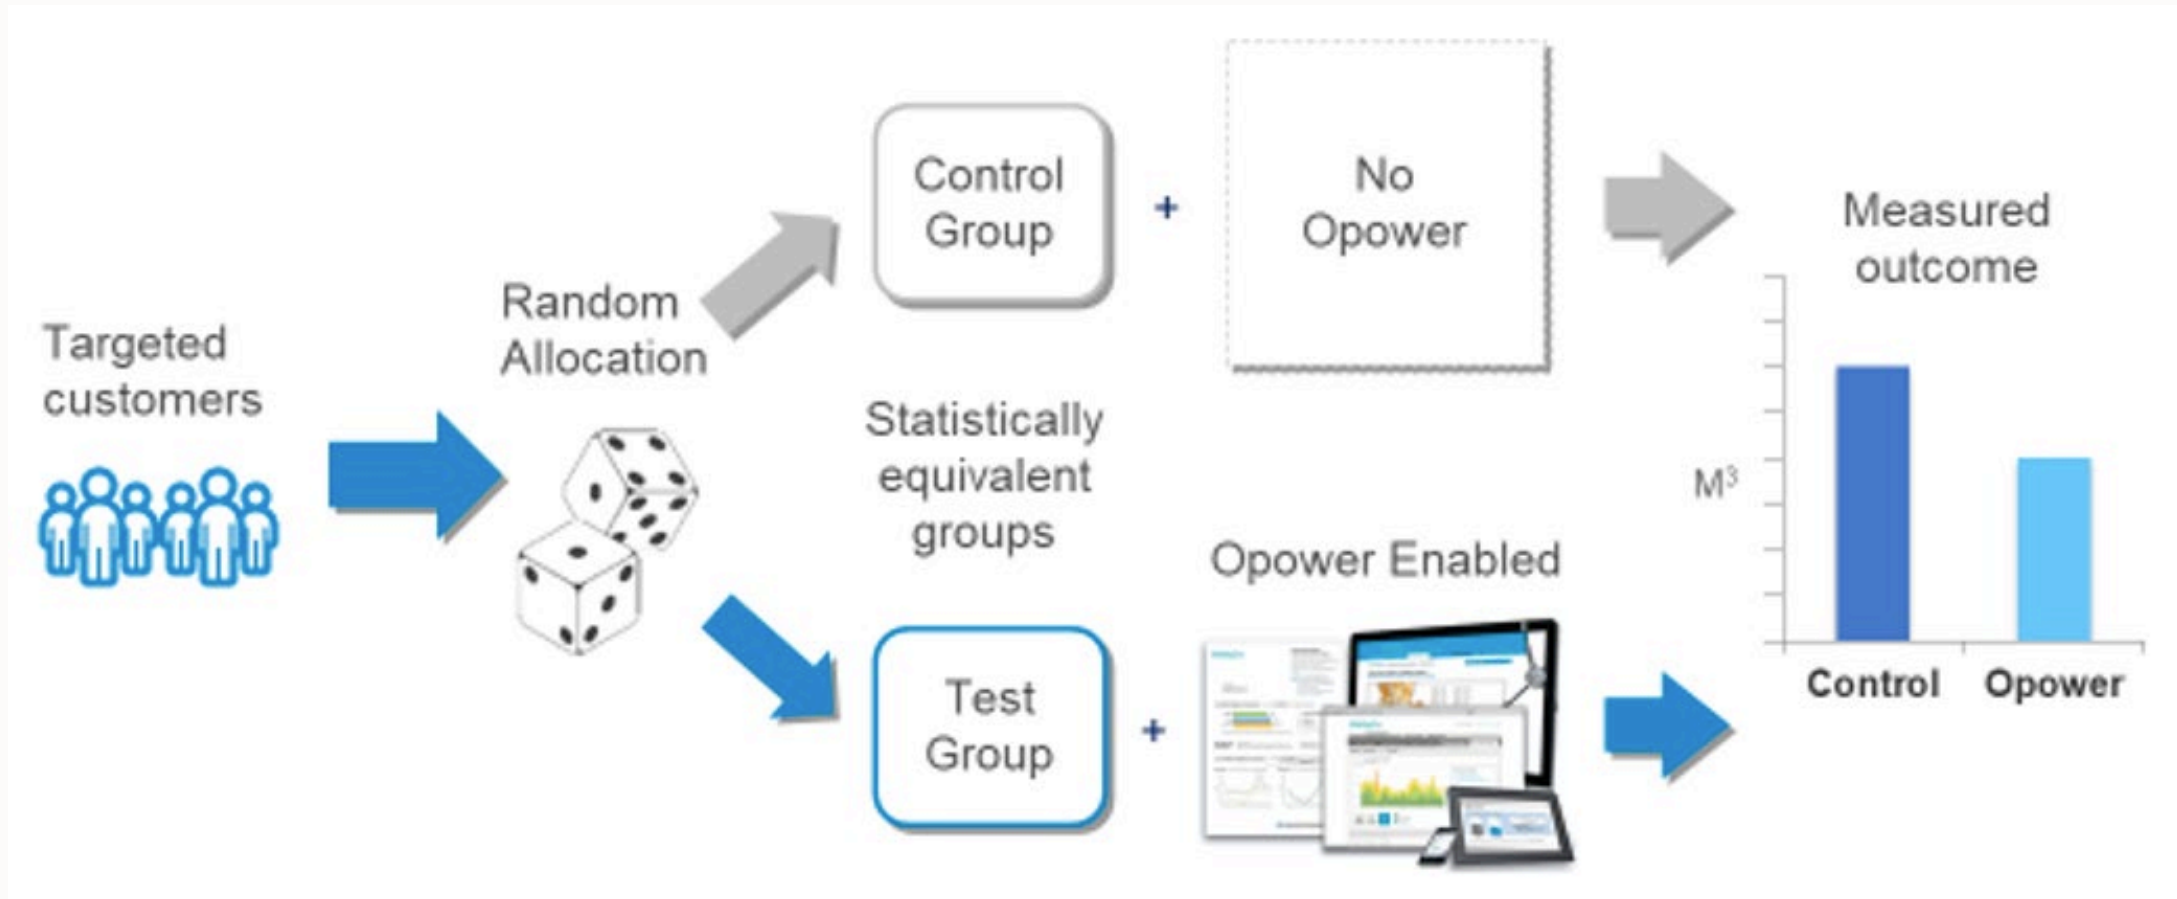 Targeted
customers
Random
Allocation
Control
Group
+
No
Opower
Statistically
equivalent
groups
Test
Group
+
Opower Enabled
Measured
outcome
M³
Control
Opower